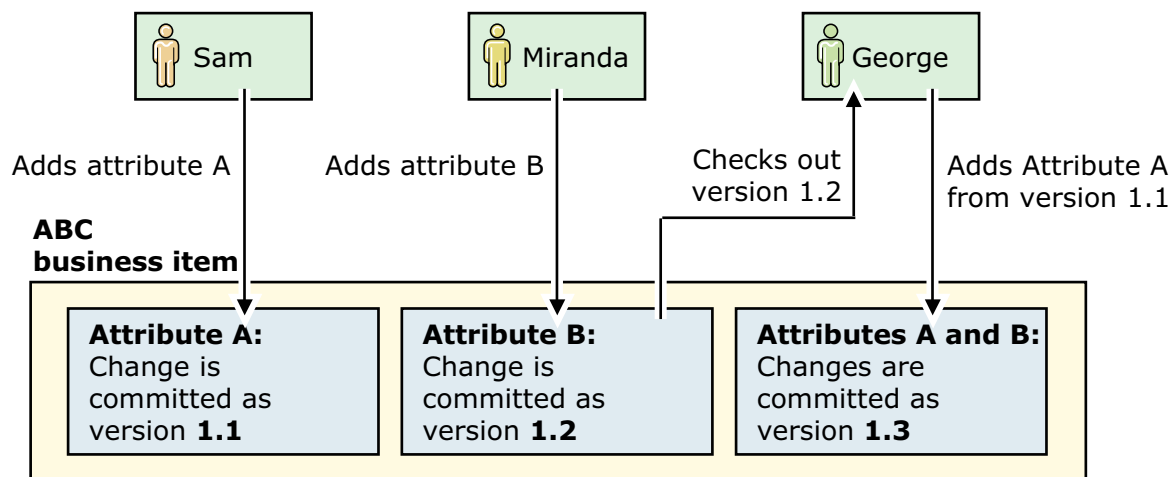 Sam
Miranda
George
Adds attribute A
Adds attribute B
Checks out
version 1.2
Adds Attribute A
from version 1.1
ABC
business item
Attribute A:
Change is
committed as
version 1.1
Attribute B:
Change is
committed as
version 1.2
Attributes A and B:
Changes are
committed as
version 1.3